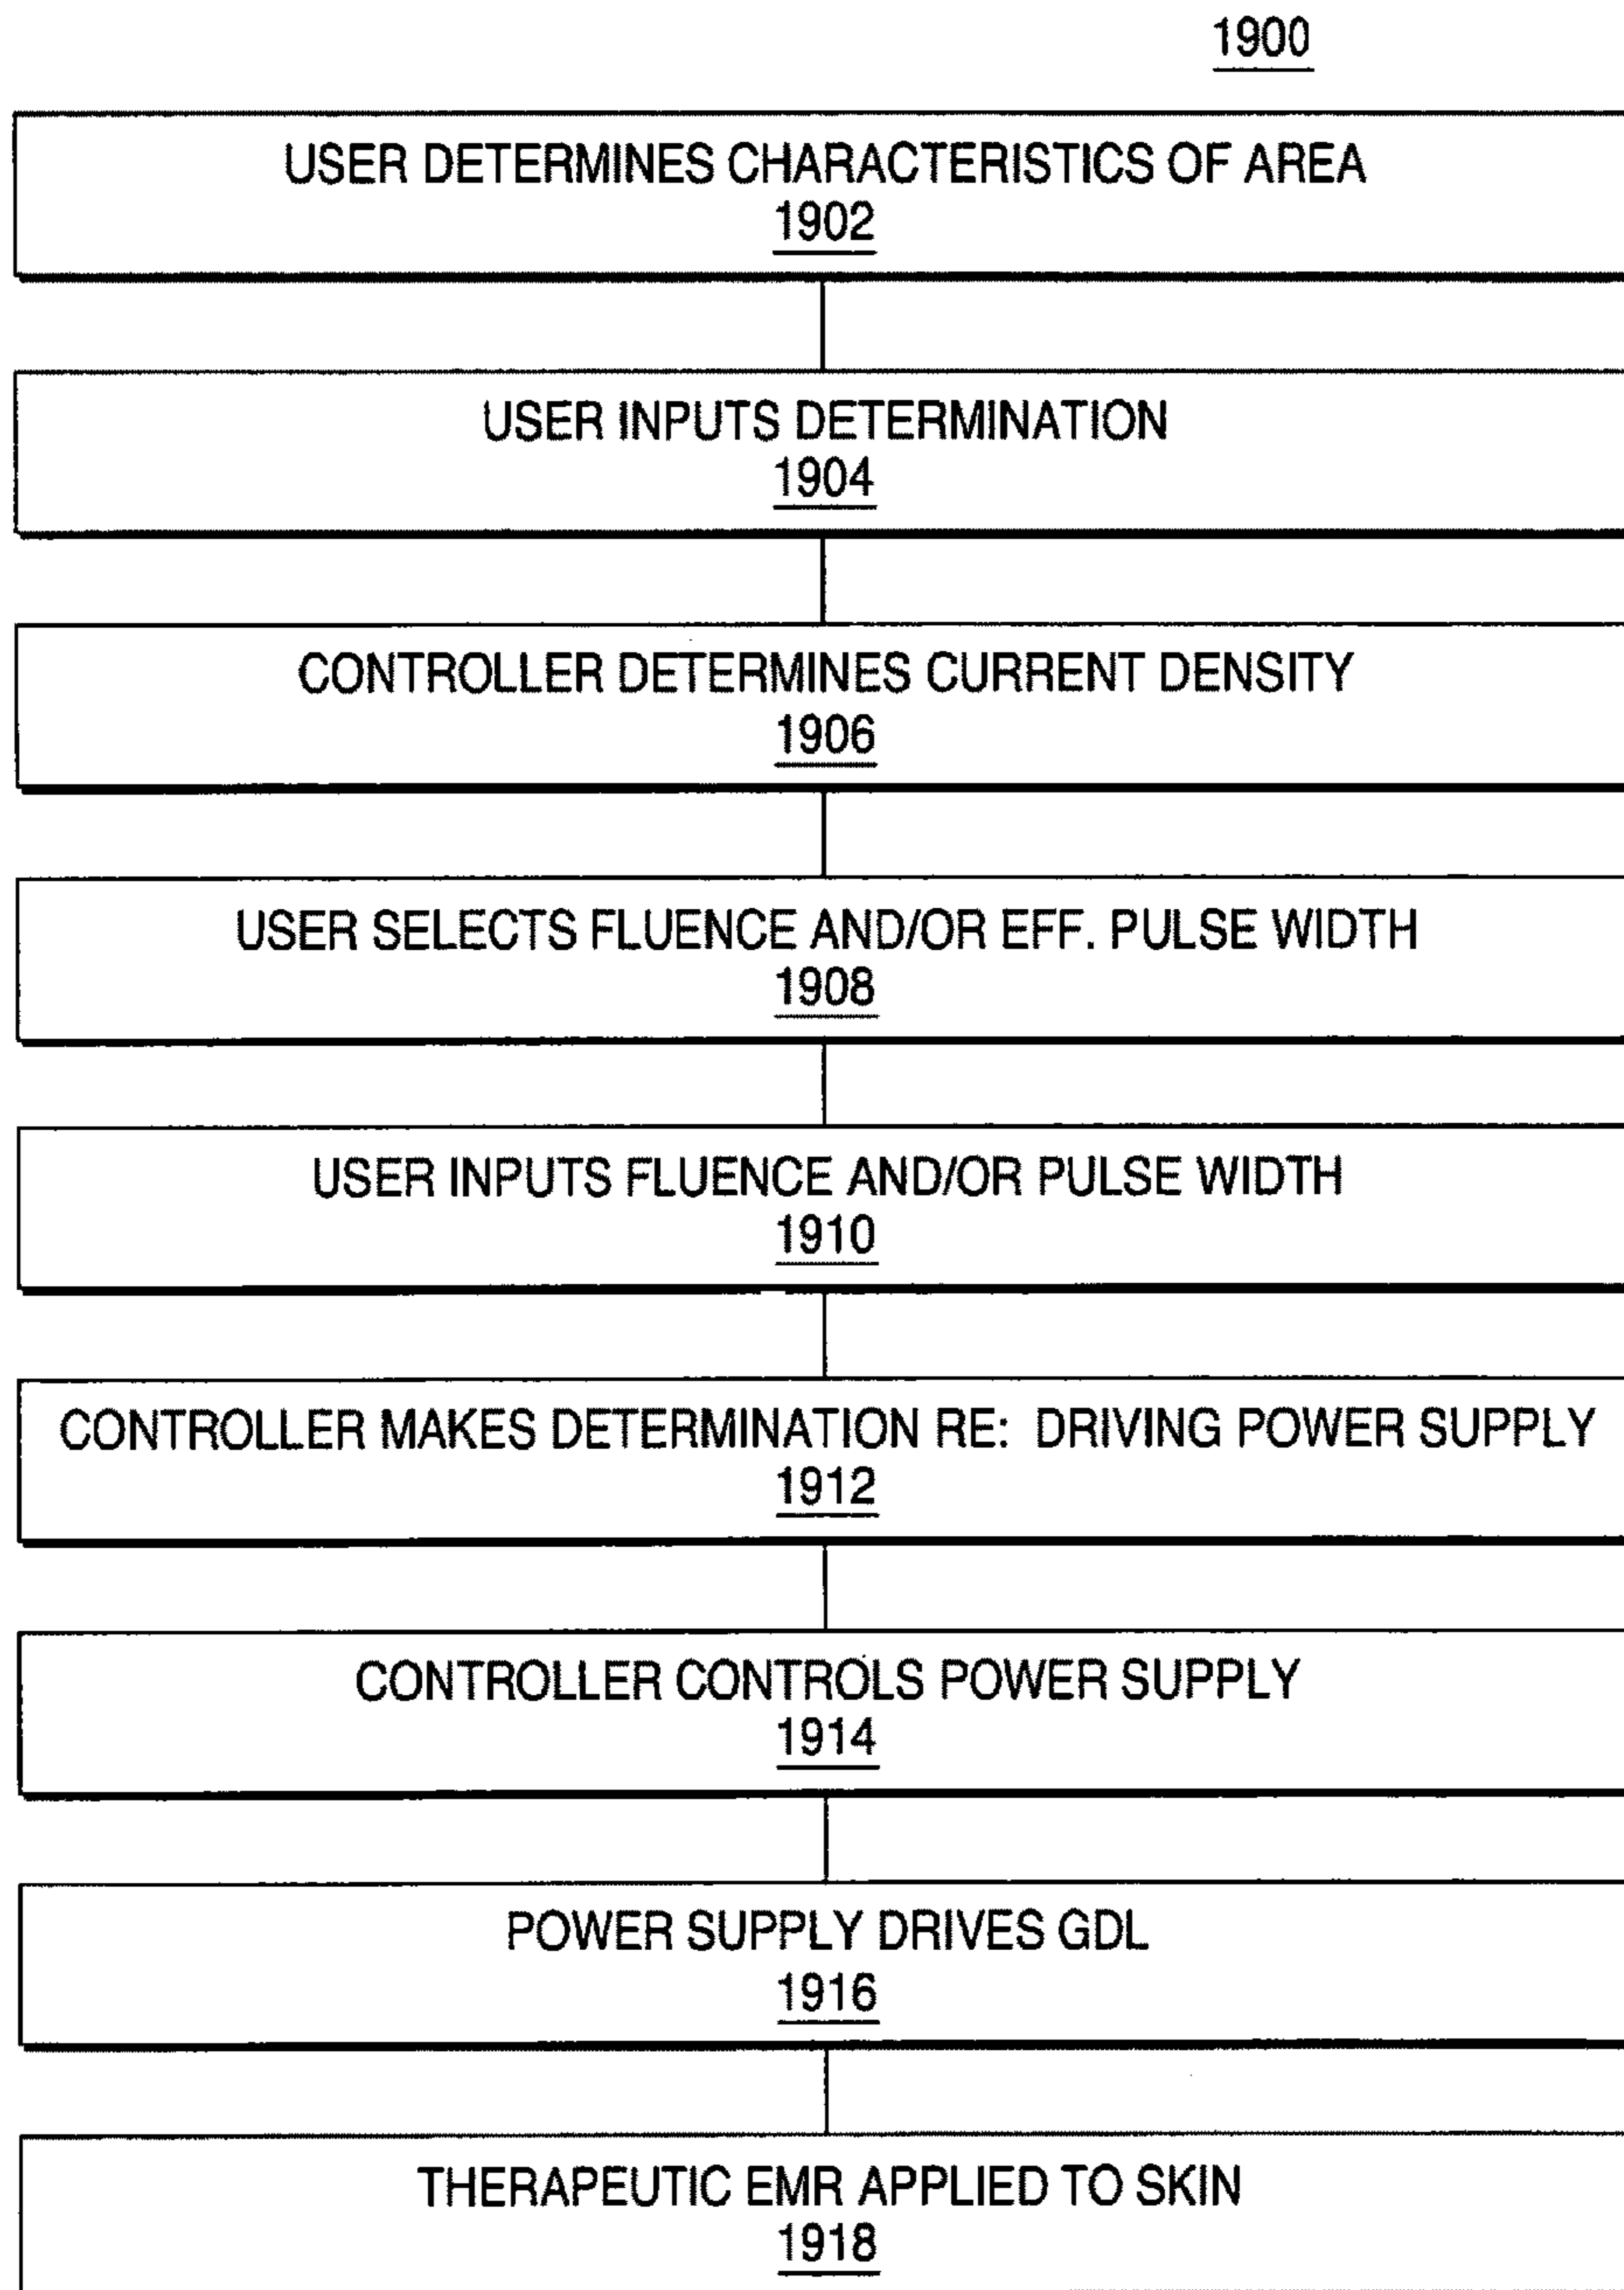 1900
USER DETERMINES CHARACTERISTICS OF AREA
1902
USER INPUTS DETERMINATION
1904
CONTROLLER DETERMINES CURRENT DENSITY
1906
USER SELECTS FLUENCE AND/OR EFF. PULSE WIDTH
1908
USER INPUTS FLUENCE AND/OR PULSE WIDTH
1910
CONTROLLER MAKES DETERMINATION RE: DRIVING POWER SUPPLY
1912
CONTROLLER CONTROLS POWER SUPPLY
1914
POWER SUPPLY DRIVES GDL
1916
THERAPEUTIC EMR APPLIED TO SKIN
1918